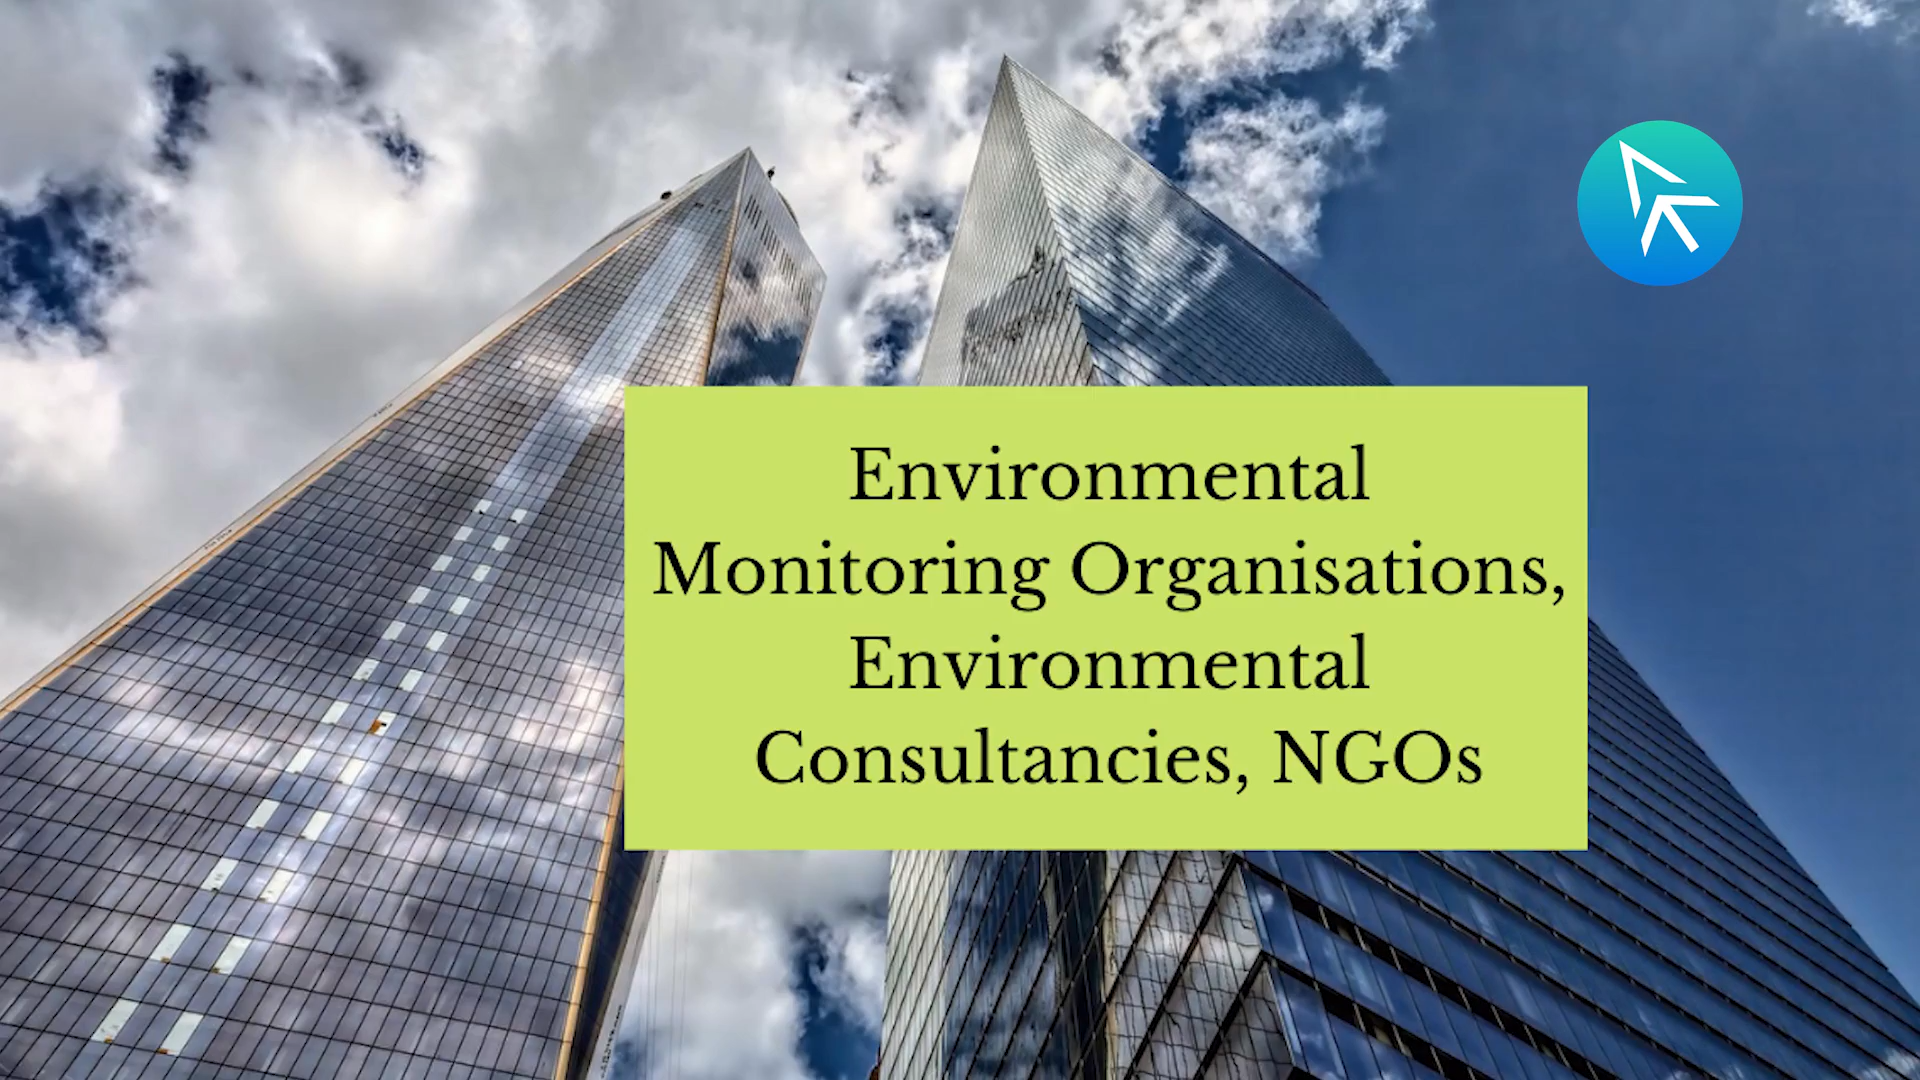 Environmental
Monitoring Organisations,
Environmental
Consultancies, NGOs